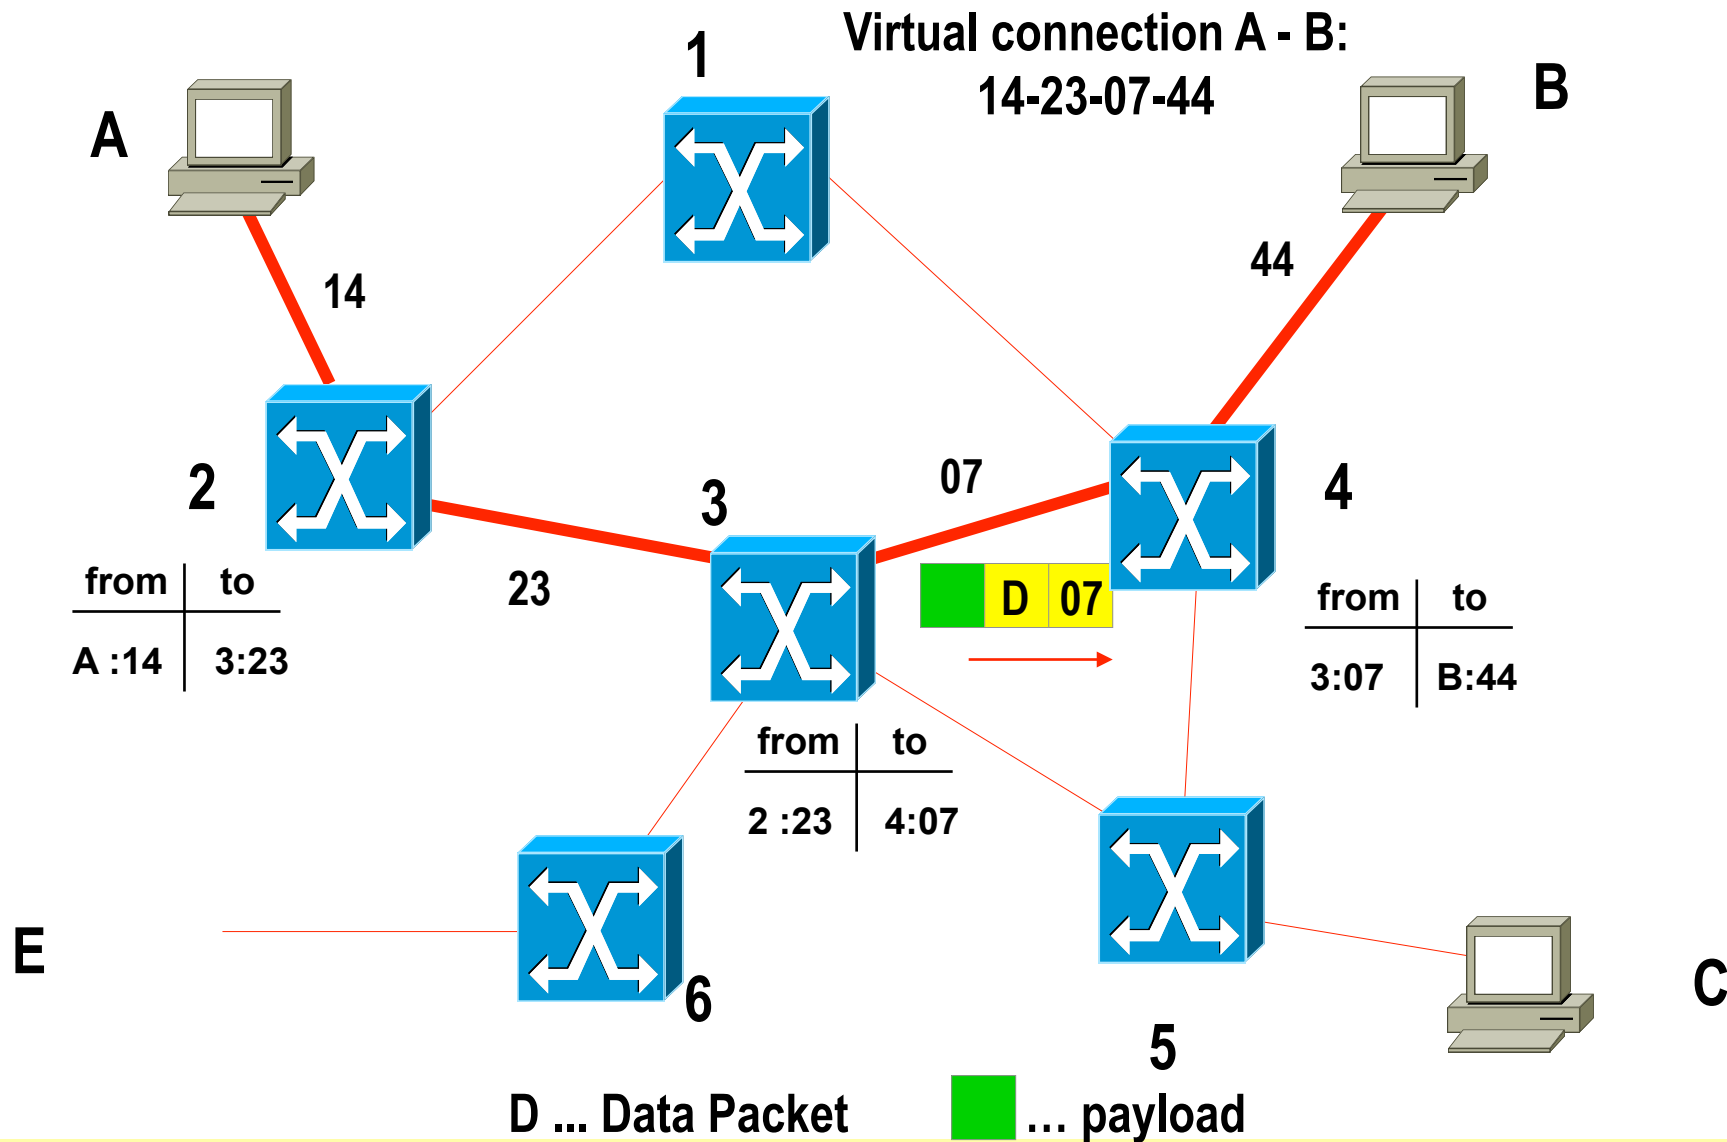 Virtual connection A - B:
14-23-07-44
1
A
B
14
44
2
3
07
4
23
D 07
from to
A :14 3:23
from to
3:07 B:44
from to
2 :23 4:07
E
6
C
5
D ... Data Packet
... payload